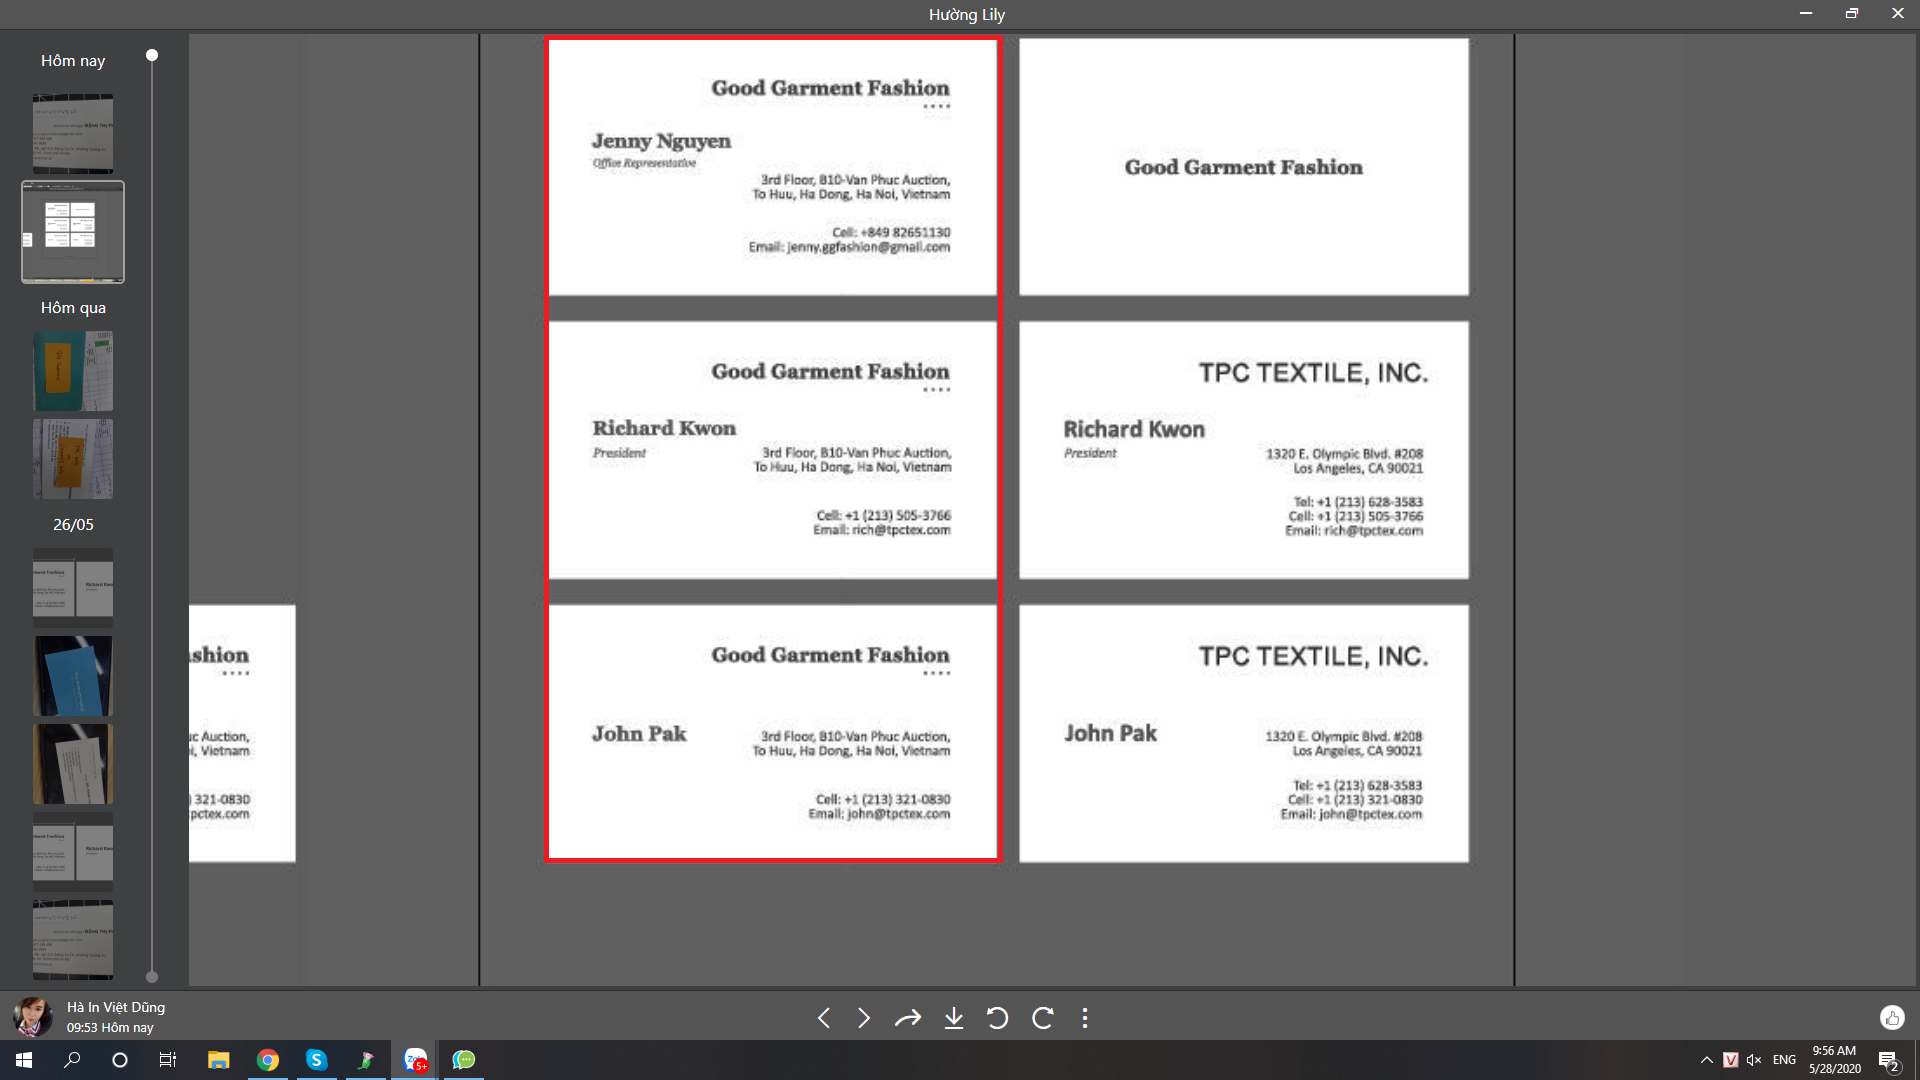 Hường Lily
Hôm nay
Hôm qua
26/05
Good Garment Fashion
Jenny Nguyen
Office Representative
3rd Floor, B10-Van Phuc Auction,
To Huu, Ha Dong, Ha Noi, Vietnam
Cell: +849 82651130
Email: jenny.ggfashion@gmail.com
Good Garment Fashion
Good Garment Fashion
Richard Kwon
President
3rd Floor, B10-Van Phuc Auction,
To Huu, Ha Dong, Ha Noi, Vietnam
Cell: +1 (213) 505-3766
Email: rich@tpctex.com
TPC TEXTILE, INC.
Richard Kwon
President
1320 E. Olympic Blvd. #208
Los Angeles, CA 90021
Tel: +1 (213) 628-3583
Cell: +1 (213) 505-3766
Email: rich@tpctex.com
shion
uc Auction,
i, Vietnam
) 321-0830
pctex.com
Good Garment Fashion
John Pak
3rd Floor, B10-Van Phuc Auction,
To Huu, Ha Dong, Ha Noi, Vietnam
Cell: +1 (213) 321-0830
Email: john@tpctex.com
TPC TEXTILE, INC.
John Pak
1320 E. Olympic Blvd. #208
Los Angeles, CA 90021
Tel: +1 (213) 628-3583
Cell: +1 (213) 321-0830
Email: john@tpctex.com
Hà In Việt Dũng
09:53 Hôm nay
5+
ENG
9:56 AM
5/28/2020
2